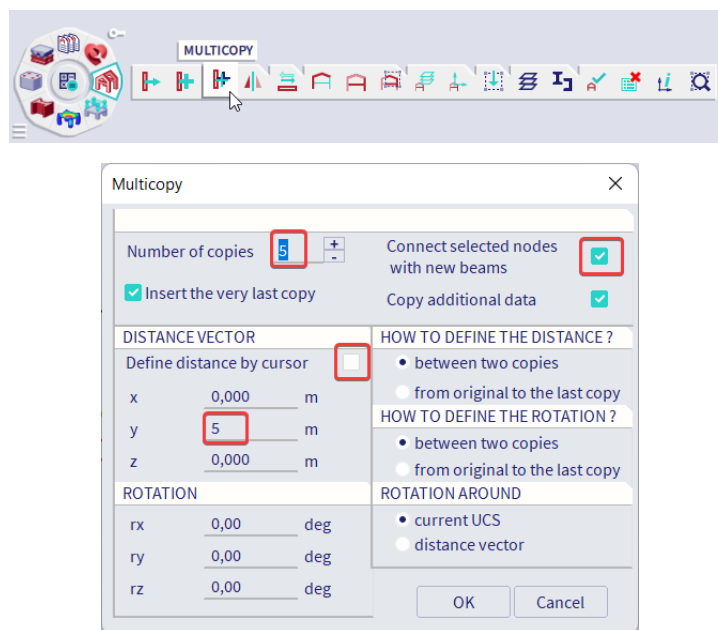 MULTICOPY
Multicopy
Number of copies 5 + -
Connect selected nodes
with new beams
Insert the very last copy
Copy additional data
DISTANCE VECTOR
Define distance by cursor
x 0,000 m
y 5 m
z 0,000 m
HOW TO DEFINE THE DISTANCE ?
between two copies
from original to the last copy
HOW TO DEFINE THE ROTATION ?
between two copies
from original to the last copy
ROTATION
rx 0,00 deg
ry 0,00 deg
rz 0,00 deg
ROTATION AROUND
current UCS
distance vector
OK Cancel